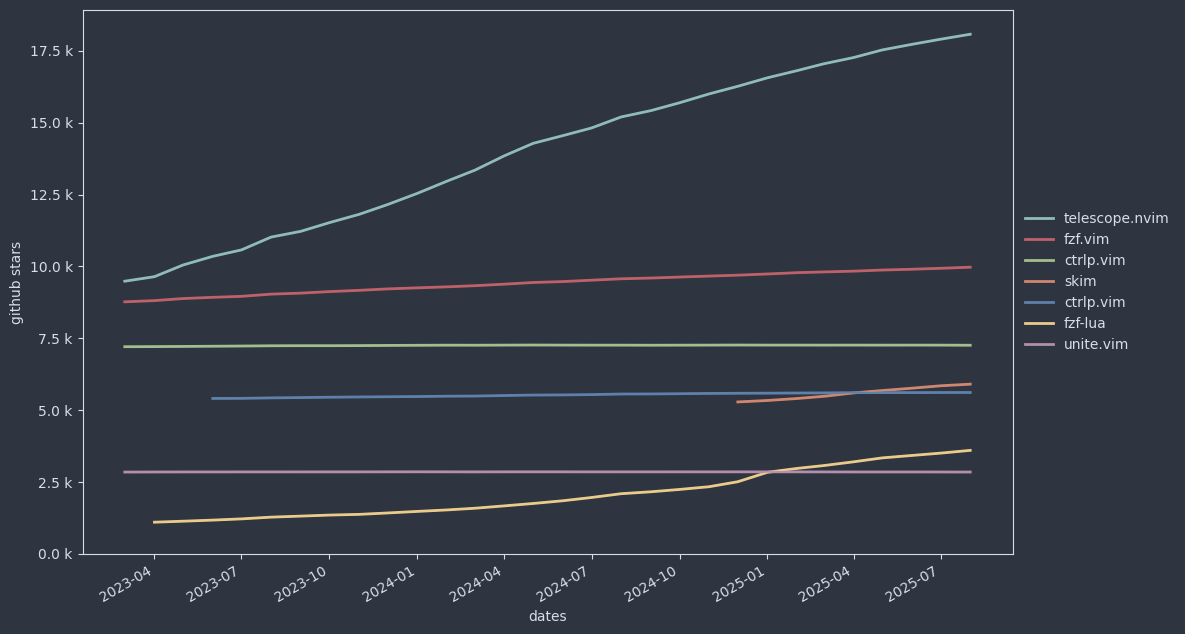 17.5 k
15.0 k
12.5 k
10.0 k
7.5 k
5.0 k
2.5 k
0.0 k
github stars
2023-04
2023-07
2023-10
2024-01
2024-04
2024-07
2024-10
2025-01
2025-04
2025-07
dates
telescope.nvim
fzf.vim
ctrlp.vim
skim
ctrlp.vim
fzf-lua
unite.vim